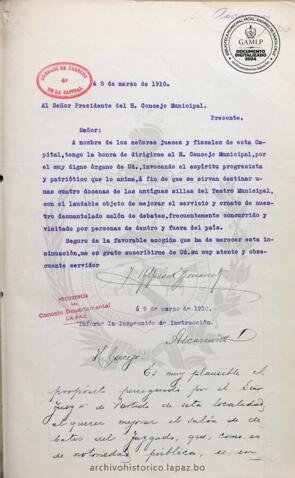 BIBLIOTECA MCAL. ANDRÉS DE SANTA CRUZ
GAMLP
DOCUMENTO
DIGITALIZADO
2024
JUZGADO DE PARTIDO
4º
DE LA CAPITAL
á 8 de marzo de 1910.
Al Señor Presidente del H. Concejo Municipal.
Presente.
Señor:
A nombre de los señores jueces y fiscales de esta Ca-
pital,tengo la honra de dirigirme al H. Concejo Municipal,por
el muy digno órgano de Ud.,invocando el espíritu progresista
y patriótico que lo anima,á fin de que se sirvan destinar u-
nas cuatro docenas de las antiguas sillas del Teatro Municipal,
con el laudable objeto de mejorar el servicio y ornato de nues-
tro desmantelado salón de debates,frecuentemente concurrido y
visitado por personas de dentro y fuera del país.
Seguro de la favorable acogida que ha de merecer esta in-
sinuación,me es grato suscribirme de Ud.su muy atento y obse-
cuente servidor
PRESIDENCIA
DEL
Concejo Departamental
LA PAZ
á 9 de marzo de 1910.
Informe la Inspección de Instrucción.
H. Concejo:
Es muy plausible el
propósito perseguido por el Señor
Juez 4º de Partido de esta localidad,
al querer mejorar el salón de de-
bates del Juzgado, que, como es
de notoriedad pública, es un
archivohistorico.lapaz.bo